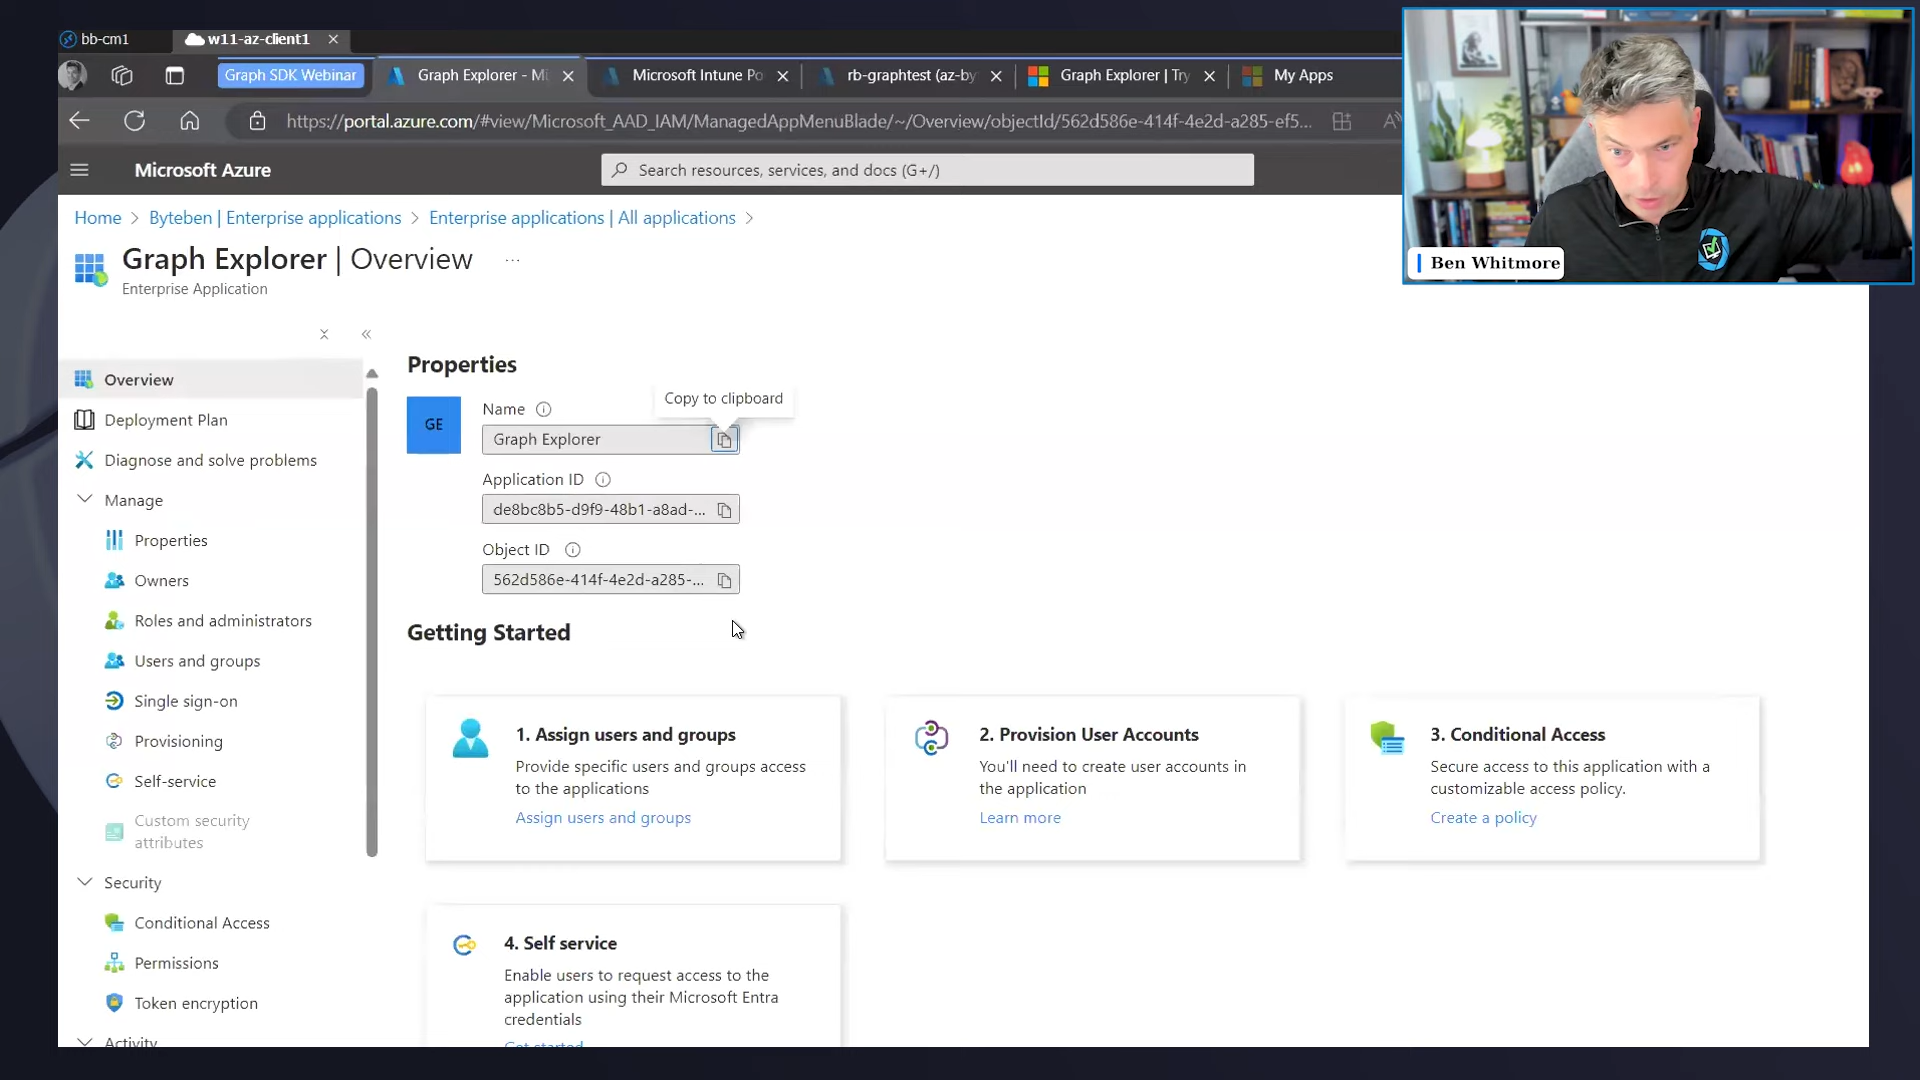 bb-cm1
w11-az-client1
Graph SDK Webinar
Graph Explorer - Mi
Microsoft Intune Po
rb-graphtest (az-by
Graph Explorer | Try
My Apps
https://portal.azure.com/#view/Microsoft_AAD_IAM/ManagedAppMenuBlade/~/Overview/objectId/562d586e-414f-4e2d-a285-ef5...
Microsoft Azure
Search resources, services, and docs (G+/)
Ben Whitmore
Home > Byteben | Enterprise applications > Enterprise applications | All applications >
Graph Explorer | Overview ...
Enterprise Application
Overview
Deployment Plan
Diagnose and solve problems
Manage
Properties
Owners
Roles and administrators
Users and groups
Single sign-on
Provisioning
Self-service
Custom security
attributes
Security
Conditional Access
Permissions
Token encryption
Activity
Properties
Copy to clipboard
GE
Name
Graph Explorer
Application ID
de8bc8b5-d9f9-48b1-a8ad-...
Object ID
562d586e-414f-4e2d-a285-...
Getting Started
1. Assign users and groups
Provide specific users and groups access
to the applications
Assign users and groups
2. Provision User Accounts
You'll need to create user accounts in
the application
Learn more
3. Conditional Access
Secure access to this application with a
customizable access policy.
Create a policy
4. Self service
Enable users to request access to the
application using their Microsoft Entra
credentials
Get started